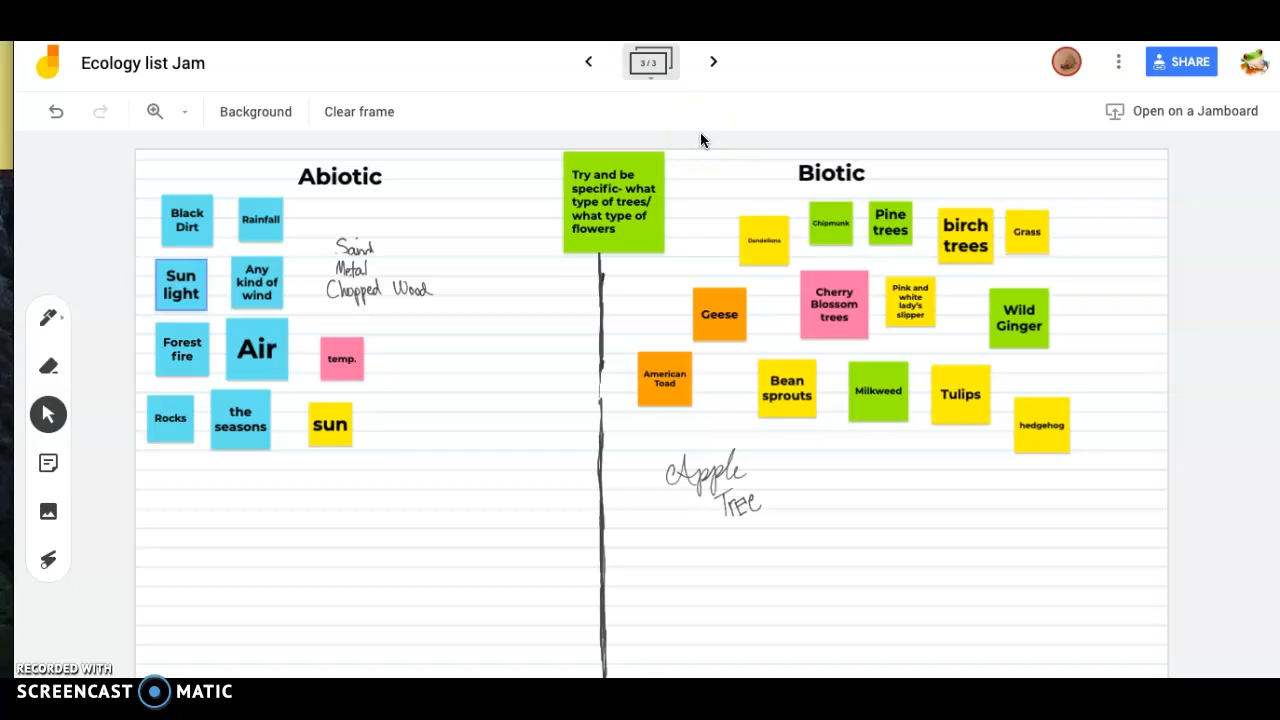 Ecology list Jam
3 / 3
SHARE
Background
Clear frame
Open on a Jamboard
Abiotic
Black
Dirt
Rainfall
Sun
light
Any
kind of
wind
Sand
Metal
Chopped Wood
Forest
fire
Air
temp.
Rocks
the
seasons
sun
Try and be
specific- what
type of trees/
what type of
flowers
Biotic
Dandelions
Chipmunk
Pine
trees
birch
trees
Grass
Geese
Cherry
Blossom
trees
Pink and
white
lady's
slipper
Wild
Ginger
American
Toad
Bean
sprouts
Milkweed
Tulips
hedgehog
Apple
Tree
RECORDED WITH
SCREENCAST MATIC